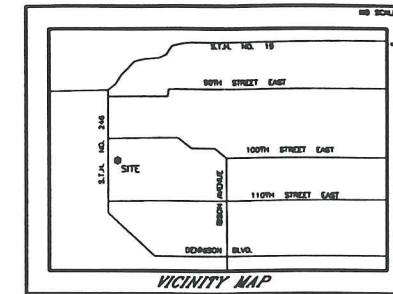 NO SCALE
S.T.H. NO. 19
90TH STREET EAST
S.T.H. NO. 246
100TH STREET EAST
SITE
110TH STREET EAST
AVENUE
DENNISON BLVD.
VICINITY MAP